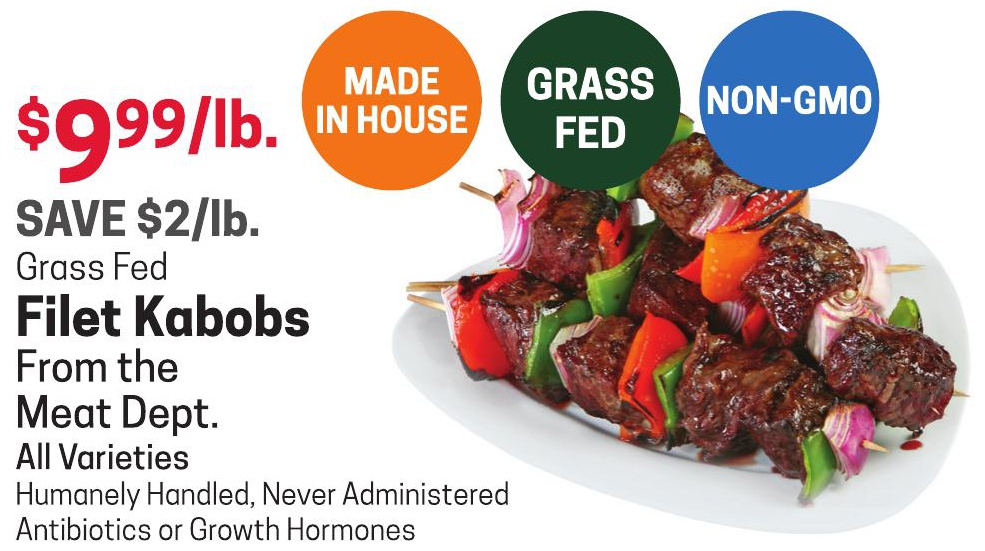 MADE
IN HOUSE
GRASS
FED
NON-GMO
$9.99/lb.
SAVE $2/lb.
Grass Fed
Filet Kabobs
From the
Meat Dept.
All Varieties
Humanely Handled, Never Administered
Antibiotics or Growth Hormones